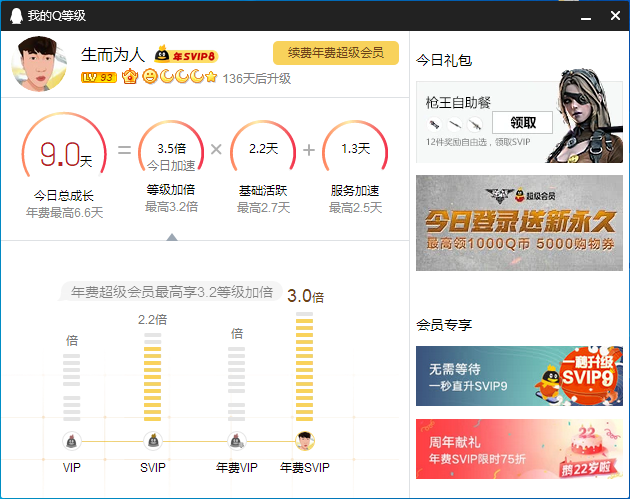 我的Q等级
生而为人 年SVIP8
续费年费超级会员
LV 93 136天后升级
9.0天 = 3.5倍 × 2.2天 + 1.3天
今日加速
今日总成长 等级加倍 基础活跃 服务加速
年费最高6.6天 最高3.2倍 最高2.7天 最高2.5天
年费超级会员最高享3.2等级加倍
3.0倍
2.2倍
倍 倍
VIP SVIP 年费VIP 年费SVIP
今日礼包
枪王自助餐
领取
12件奖励自由选，领取SVIP
超级会员
今日登录送新永久
最高领1000Q币 5000购物券
会员专享
无需等待
一秒直升SVIP9
一秒升级
SVIP9
周年献礼
年费SVIP限时75折
22
鹅22岁啦